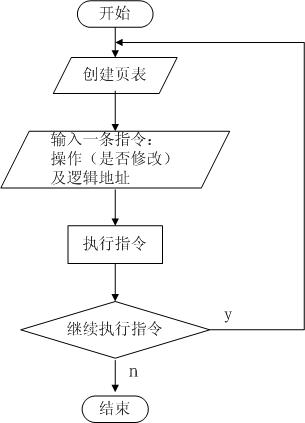 开始
创建页表
输入一条指令：
操作（是否修改）
及逻辑地址
执行指令
继续执行指令
y
n
结束